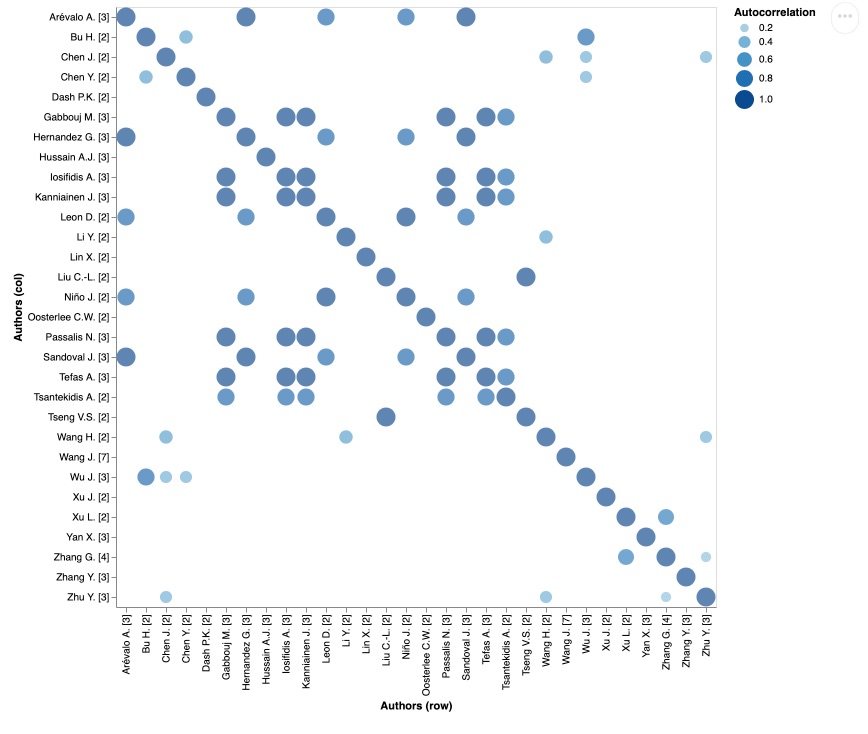 Autocorrelation
0.2
0.4
0.6
0.8
1.0
Authors (col)
Arévalo A. [3]
Bu H. [2]
Chen J. [2]
Chen Y. [2]
Dash P.K. [2]
Gabbouj M. [3]
Hernandez G. [3]
Hussain A.J. [3]
Iosifidis A. [3]
Kanniainen J. [3]
Leon D. [2]
Li Y. [2]
Lin X. [2]
Liu C.-L. [2]
Niño J. [2]
Oosterlee C.W. [2]
Passalis N. [3]
Sandoval J. [3]
Tefas A. [3]
Tsantekidis A. [2]
Tseng V.S. [2]
Wang H. [2]
Wang J. [7]
Wu J. [3]
Xu J. [2]
Xu L. [2]
Yan X. [3]
Zhang G. [4]
Zhang Y. [3]
Zhu Y. [3]
Arévalo A. [3]
Bu H. [2]
Chen J. [2]
Chen Y. [2]
Dash P.K. [2]
Gabbouj M. [3]
Hernandez G. [3]
Hussain A.J. [3]
Iosifidis A. [3]
Kanniainen J. [3]
Leon D. [2]
Li Y. [2]
Lin X. [2]
Liu C.-L. [2]
Niño J. [2]
Oosterlee C.W. [2]
Passalis N. [3]
Sandoval J. [3]
Tefas A. [3]
Tsantekidis A. [2]
Tseng V.S. [2]
Wang H. [2]
Wang J. [7]
Wu J. [3]
Xu J. [2]
Xu L. [2]
Yan X. [3]
Zhang G. [4]
Zhang Y. [3]
Zhu Y. [3]
Authors (row)